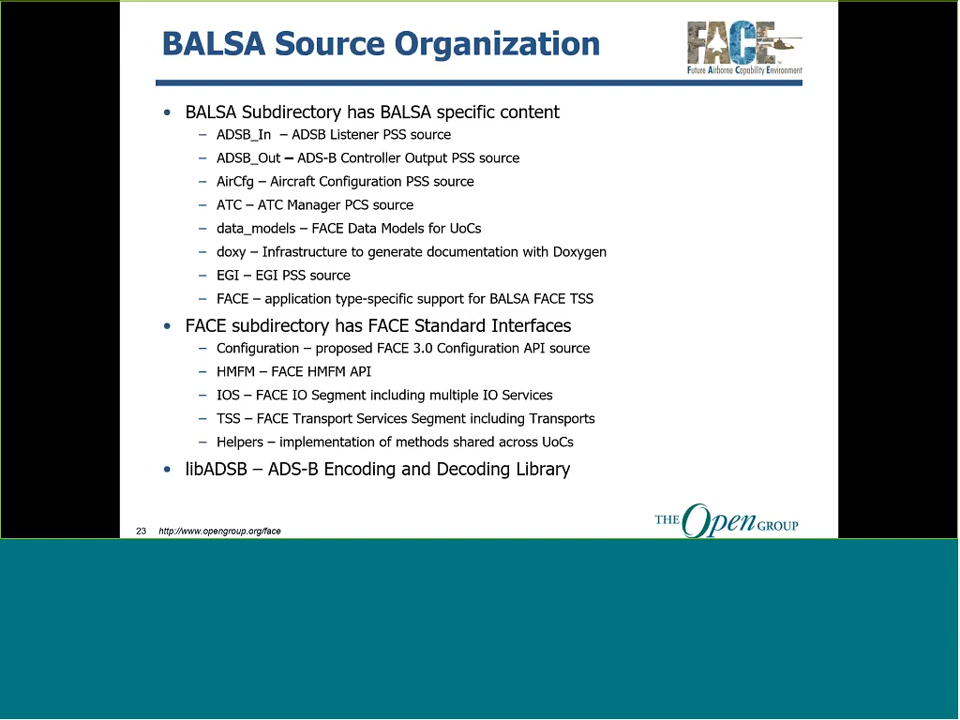 BALSA Source Organization
FACE
Future Airborne Capability Environment
• BALSA Subdirectory has BALSA specific content
– ADSB_In – ADSB Listener PSS source
– ADSB_Out – ADS-B Controller Output PSS source
– AirCfg – Aircraft Configuration PSS source
– ATC – ATC Manager PCS source
– data_models – FACE Data Models for UoCs
– doxy – Infrastructure to generate documentation with Doxygen
– EGI – EGI PSS source
– FACE – application type-specific support for BALSA FACE TSS
• FACE subdirectory has FACE Standard Interfaces
– Configuration – proposed FACE 3.0 Configuration API source
– HMFM – FACE HMFM API
– IOS – FACE IO Segment including multiple IO Services
– TSS – FACE Transport Services Segment including Transports
– Helpers – implementation of methods shared across UoCs
• libADSB – ADS-B Encoding and Decoding Library
23 http://www.opengroup.org/face
THE Open GROUP